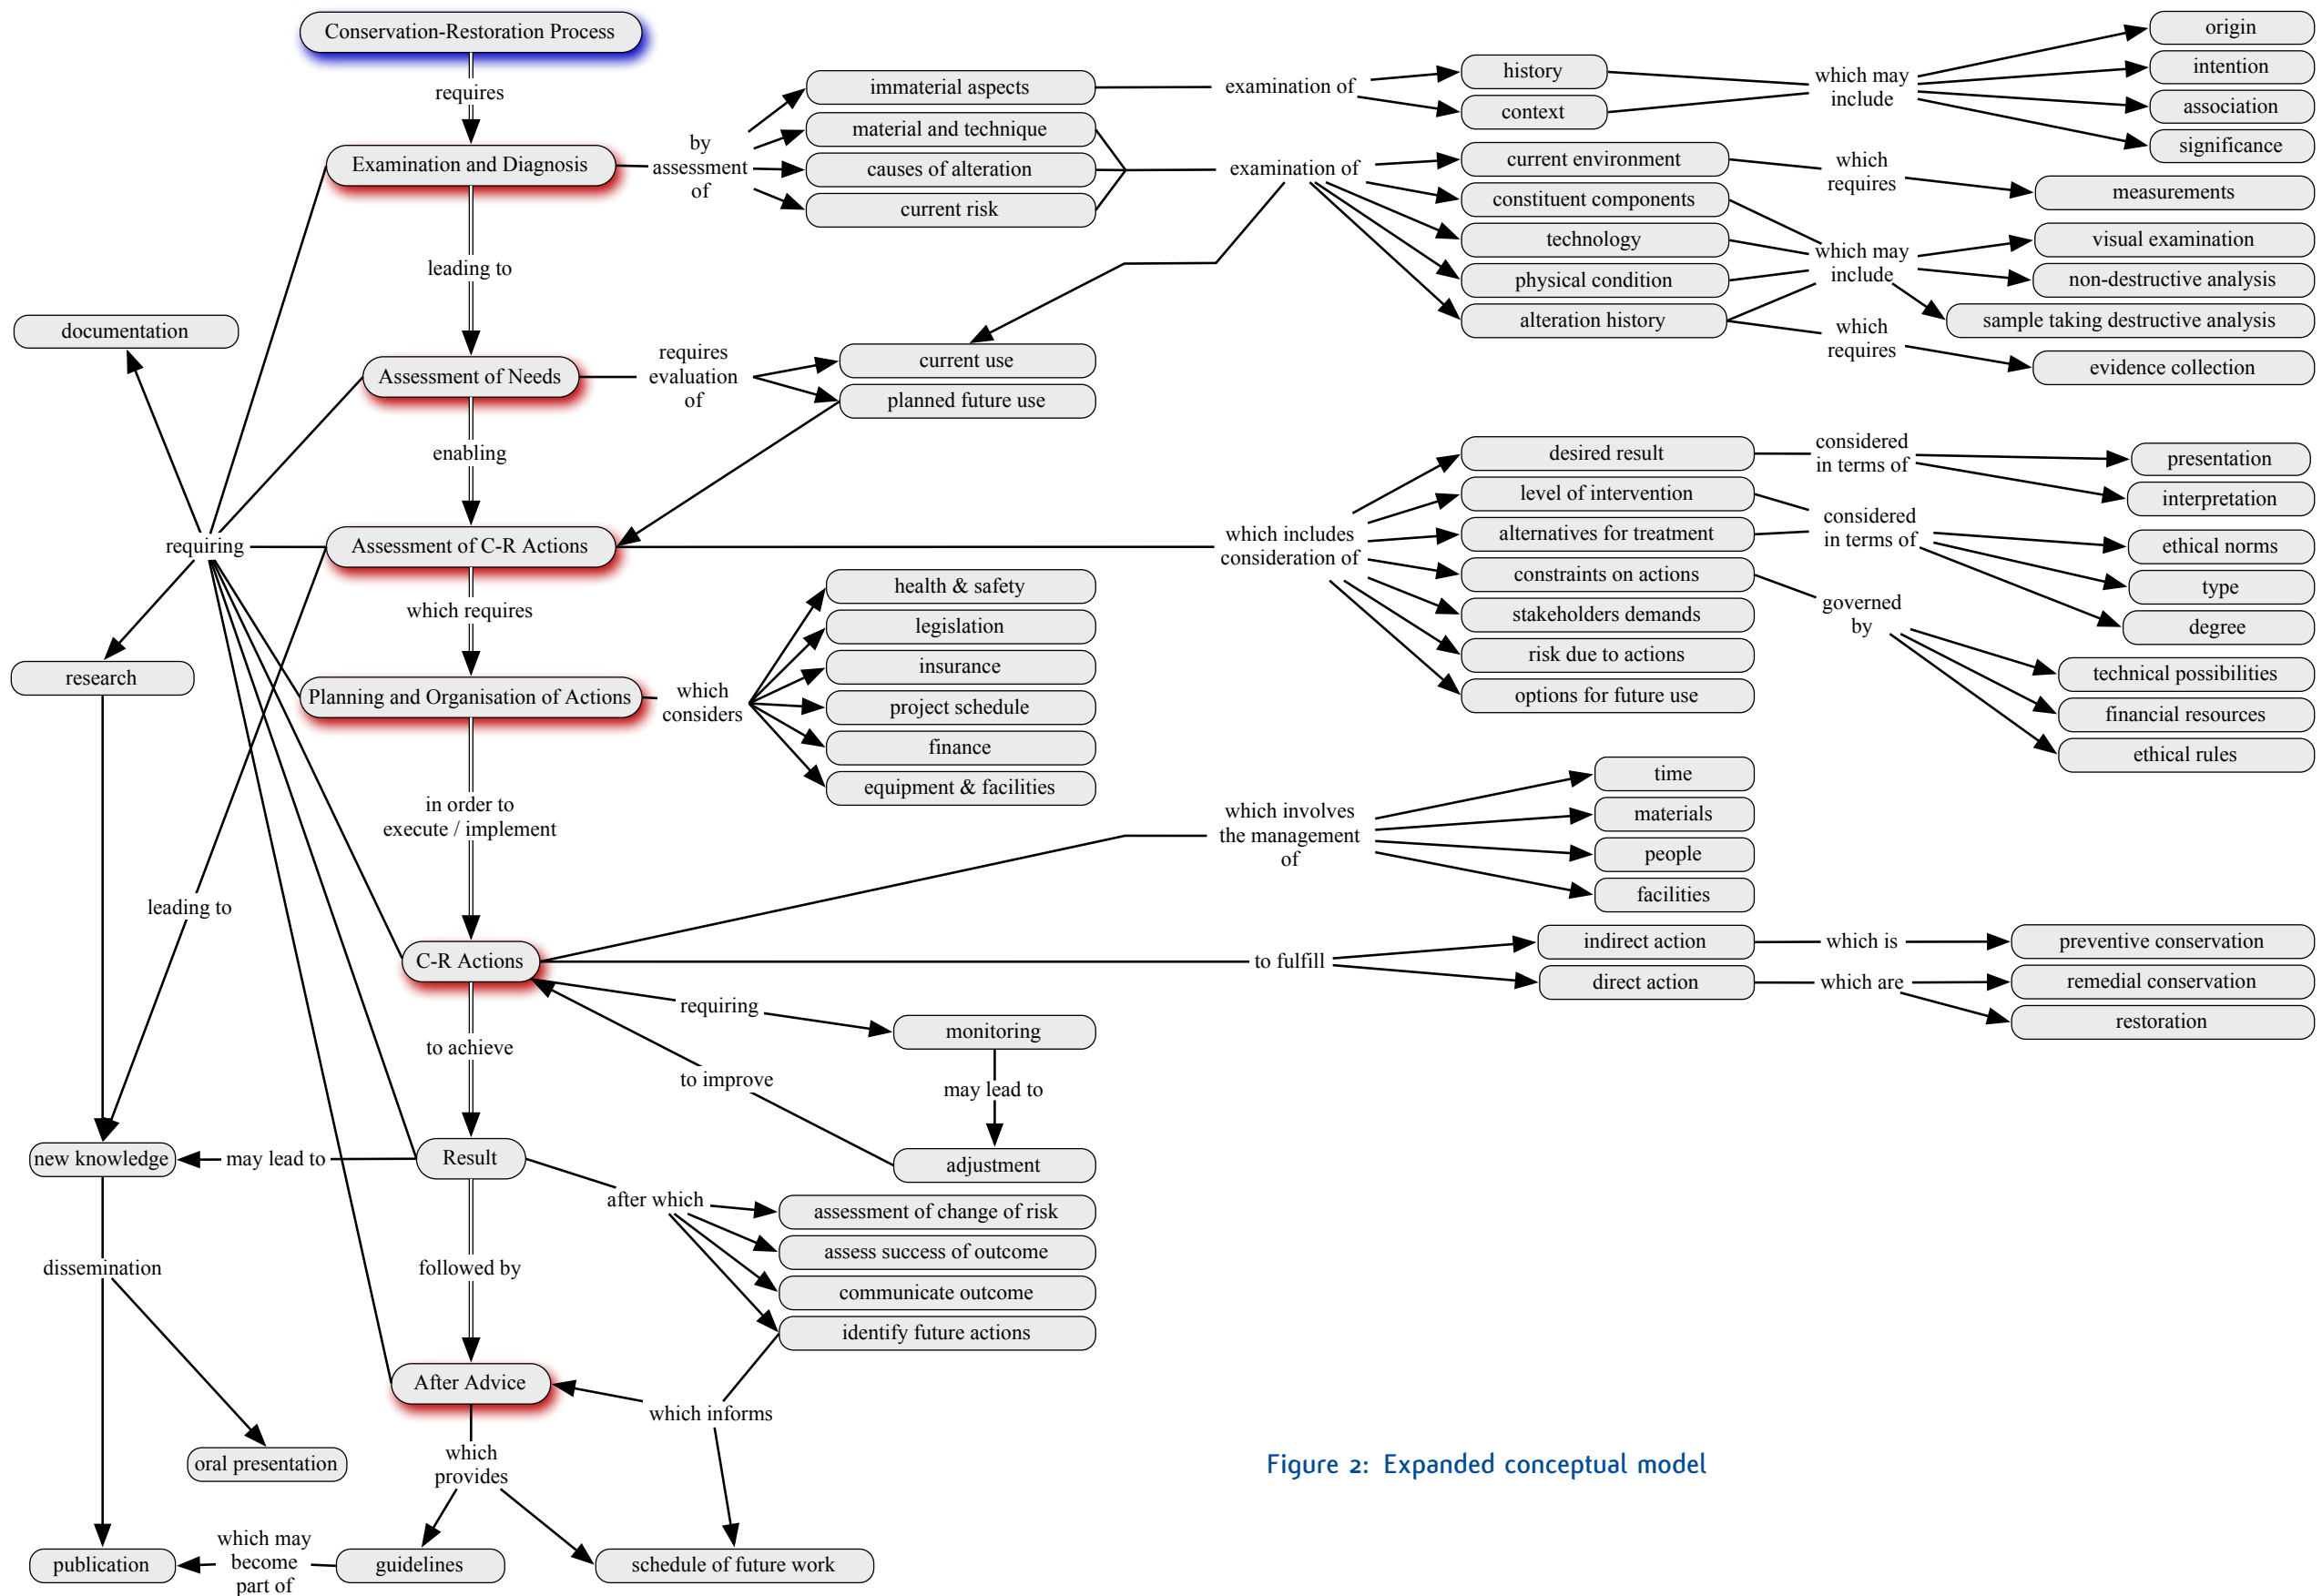 Conservation-Restoration Process
requires
Examination and Diagnosis
by
assessment
of
immaterial aspects
material and technique
causes of alteration
current risk
examination of
history
context
which may
include
origin
intention
association
significance
examination of
current environment
constituent components
technology
physical condition
alteration history
which
requires
measurements
which may
include
visual examination
non-destructive analysis
sample taking destructive analysis
which
requires
evidence collection
leading to
documentation
Assessment of Needs
requires
evaluation
of
current use
planned future use
enabling
requiring
Assessment of C-R Actions
which includes
consideration of
desired result
level of intervention
alternatives for treatment
constraints on actions
stakeholders demands
risk due to actions
options for future use
considered
in terms of
presentation
interpretation
considered
in terms of
ethical norms
type
degree
governed
by
technical possibilities
financial resources
ethical rules
which requires
research
Planning and Organisation of Actions
which
considers
health & safety
legislation
insurance
project schedule
finance
equipment & facilities
in order to
execute / implement
leading to
C-R Actions
which involves
the management
of
time
materials
people
facilities
to fulfill
indirect action
direct action
which is
which are
preventive conservation
remedial conservation
restoration
requiring
monitoring
may lead to
adjustment
to improve
to achieve
new knowledge
may lead to
Result
after which
assessment of change of risk
assess success of outcome
communicate outcome
identify future actions
dissemination
followed by
After Advice
which informs
oral presentation
which
provides
publication
which may
become
part of
guidelines
schedule of future work
Figure 2: Expanded conceptual model